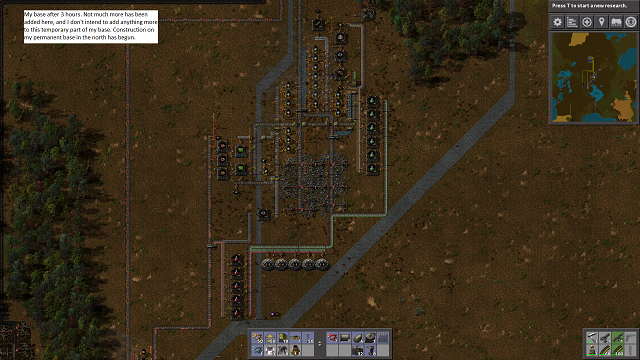 My base after 3 hours. Not much more has been
added here, and I don't intend to add anything more
to this temporary part of my base. Construction on
my permanent base in the north has begun.
Press T to start a new research.